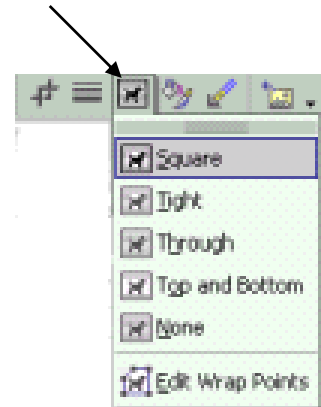 Square
Tight
Through
Top and Bottom
None
Edit Wrap Points